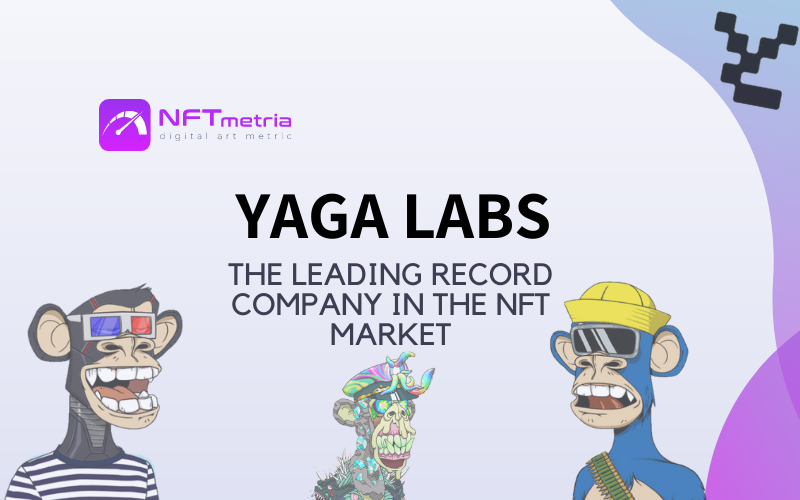 NFTmetria
digital art metric
YAGA LABS
THE LEADING RECORD
COMPANY IN THE NFT
MARKET